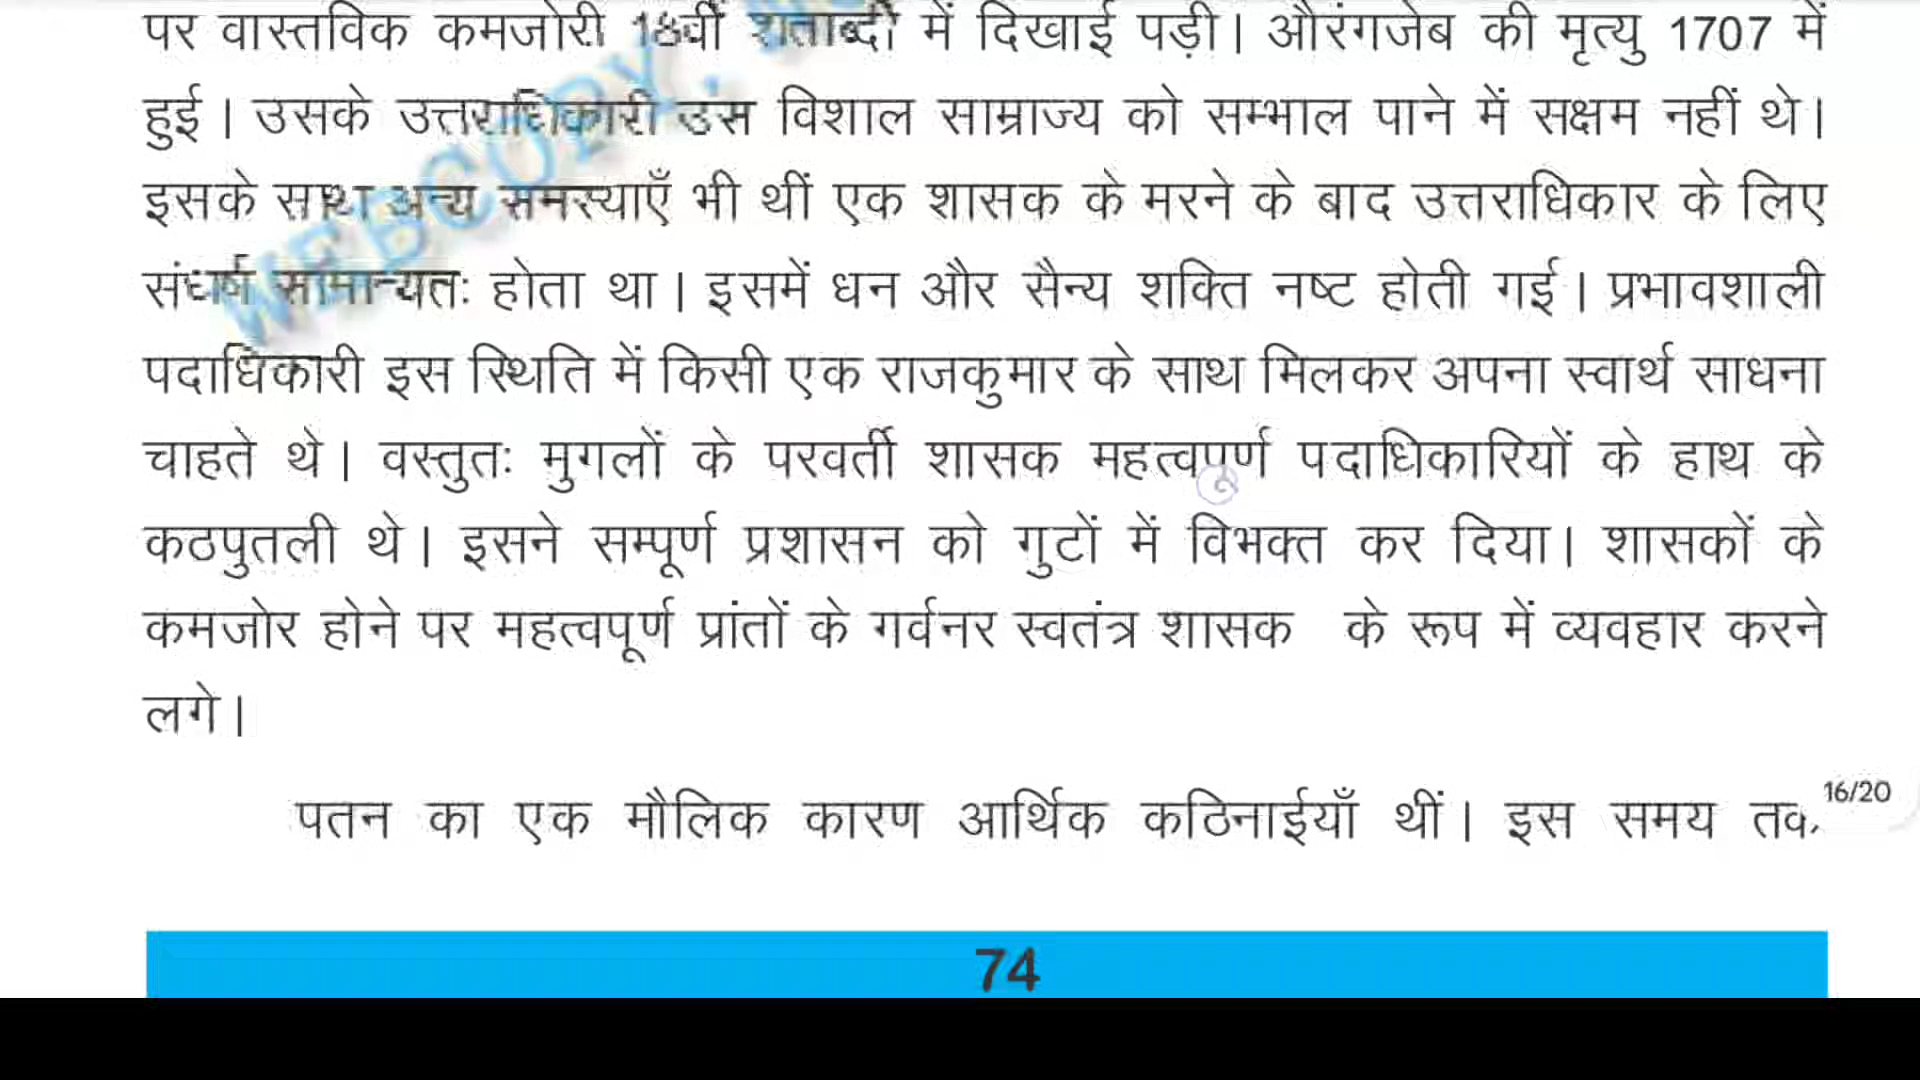 पर वास्तविक कमजोरी 18वीं शताब्दी में दिखाई पड़ी। औरंगजेब की मृत्यु 1707 में
हुई। उसके उत्तराधिकारी उस विशाल साम्राज्य को सम्भाल पाने में सक्षम नहीं थे।
इसके साथ अन्य समस्याएँ भी थीं एक शासक के मरने के बाद उत्तराधिकार के लिए
संघर्ष सामान्यतः होता था। इसमें धन और सैन्य शक्ति नष्ट होती गई। प्रभावशाली
पदाधिकारी इस स्थिति में किसी एक राजकुमार के साथ मिलकर अपना स्वार्थ साधना
चाहते थे। वस्तुतः मुगलों के परवर्ती शासक महत्वपूर्ण पदाधिकारियों के हाथ के
कठपुतली थे। इसने सम्पूर्ण प्रशासन को गुटों में विभक्त कर दिया। शासकों के
कमजोर होने पर महत्वपूर्ण प्रांतों के गर्वनर स्वतंत्र शासक के रूप में व्यवहार करने
लगे।
पतन का एक मौलिक कारण आर्थिक कठिनाईयाँ थीं। इस समय तक
16/20
74
WEBCOPY,